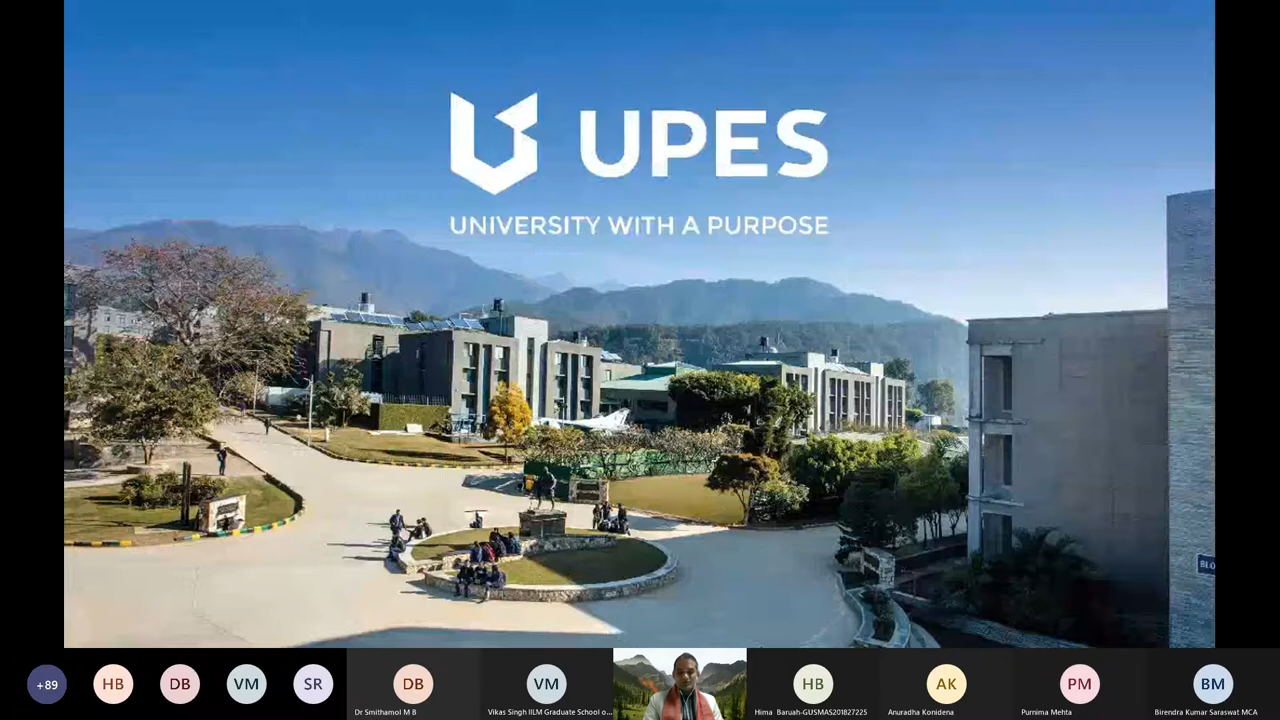 UPES
UNIVERSITY WITH A PURPOSE
BLO
+89
HB
DB
VM
SR
DB
VM
HB
AK
PM
BM
Dr Smithamol M B
Vikas Singh IILM Graduate School o...
Hima Baruah-GUSMAS201827225
Anuradha Konidena
Purnima Mehta
Birendra Kumar Saraswat MCA